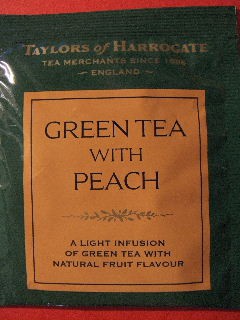 TAYLORS of HARROGATE
TEA MERCHANTS SINCE 1886
~ ENGLAND ~
GREEN TEA
WITH
PEACH
A LIGHT INFUSION
OF GREEN TEA WITH
NATURAL FRUIT FLAVOUR